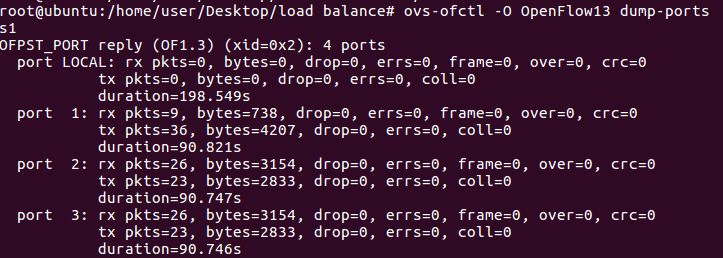 root@ubuntu:/home/user/Desktop/load balance# ovs-ofctl -O OpenFlow13 dump-ports
s1
OFPST_PORT reply (OF1.3) (xid=0x2): 4 ports
  port LOCAL: rx pkts=0, bytes=0, drop=0, errs=0, frame=0, over=0, crc=0
           tx pkts=0, bytes=0, drop=0, errs=0, coll=0
           duration=198.549s
  port  1: rx pkts=9, bytes=738, drop=0, errs=0, frame=0, over=0, crc=0
           tx pkts=36, bytes=4207, drop=0, errs=0, coll=0
           duration=90.821s
  port  2: rx pkts=26, bytes=3154, drop=0, errs=0, frame=0, over=0, crc=0
           tx pkts=23, bytes=2833, drop=0, errs=0, coll=0
           duration=90.747s
  port  3: rx pkts=26, bytes=3154, drop=0, errs=0, frame=0, over=0, crc=0
           tx pkts=23, bytes=2833, drop=0, errs=0, coll=0
           duration=90.746s